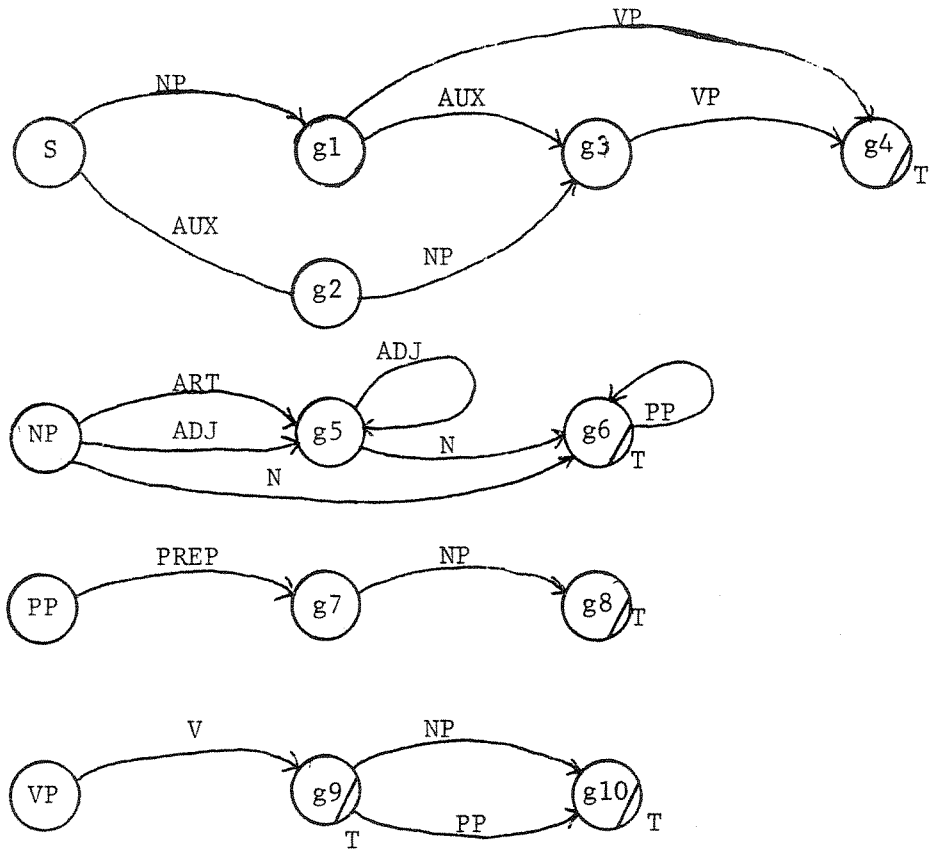 VP
NP AUX VP
S g1 g3 g4 T
AUX NP
g2
ART ADJ
NP ADJ g5 N g6 PP T
N
PREP NP
PP g7 g8 T
V NP
VP g9 g10 T
T PP